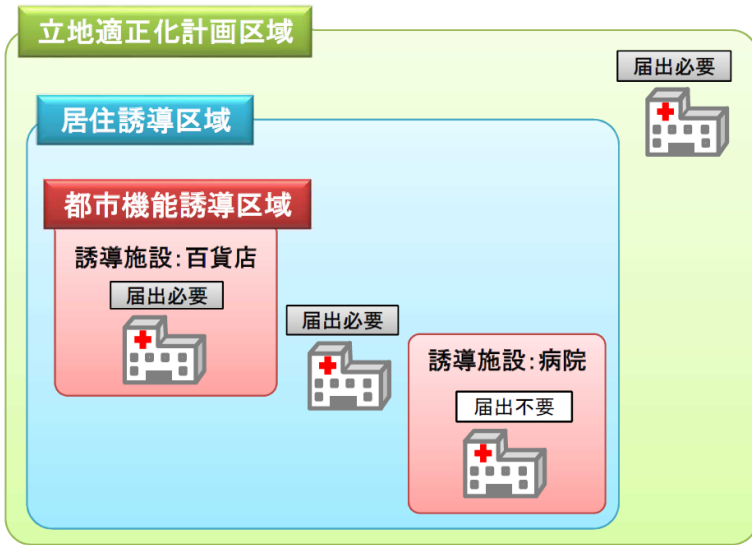 立地適正化計画区域
届出必要
居住誘導区域
都市機能誘導区域
誘導施設:百貨店
届出必要
届出必要
誘導施設:病院
届出不要